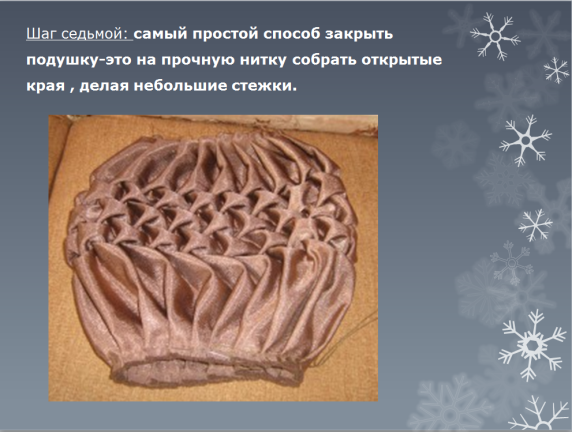 Шаг седьмой: самый простой способ закрыть
подушку-это на прочную нитку собрать открытые
края , делая небольшие стежки.